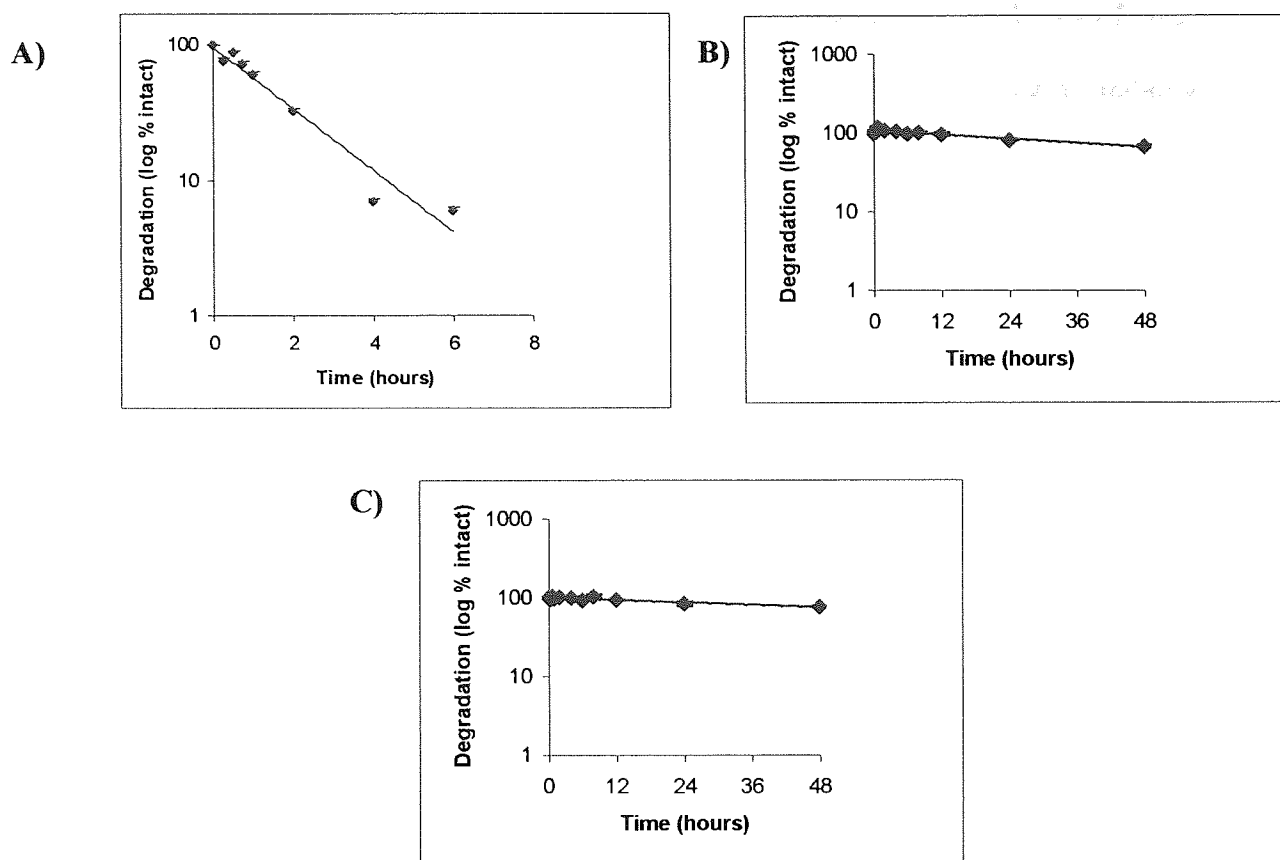 A)
Degradation (log % intact)
100
10
1
0 2 4 6 8
Time (hours)
B)
Degradation (log % intact)
1000
100
10
1
0 12 24 36 48
Time (hours)
C)
Degradation (log % intact)
1000
100
10
1
0 12 24 36 48
Time (hours)